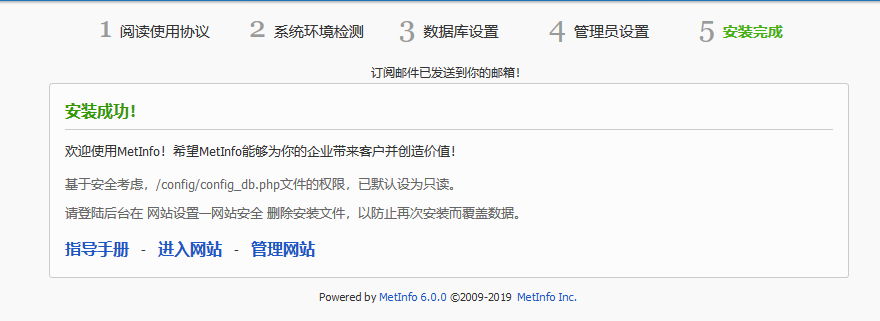 1 阅读使用协议 2 系统环境检测 3 数据库设置 4 管理员设置 5 安装完成
订阅邮件已发送到你的邮箱！
安装成功！
欢迎使用MetInfo！希望MetInfo能够为你的企业带来客户并创造价值！
基于安全考虑，/config/config_db.php文件的权限，已默认设为只读。
请登陆后台在 网站设置—网站安全 删除安装文件，以防止再次安装而覆盖数据。
指导手册 - 进入网站 - 管理网站
Powered by MetInfo 6.0.0 ©2009-2019 MetInfo Inc.